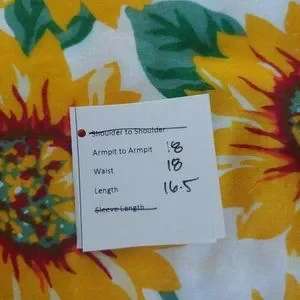 Shoulder to Shoulder
Armpit to Armpit 18
Waist 18
Length 16.5
Sleeve Length